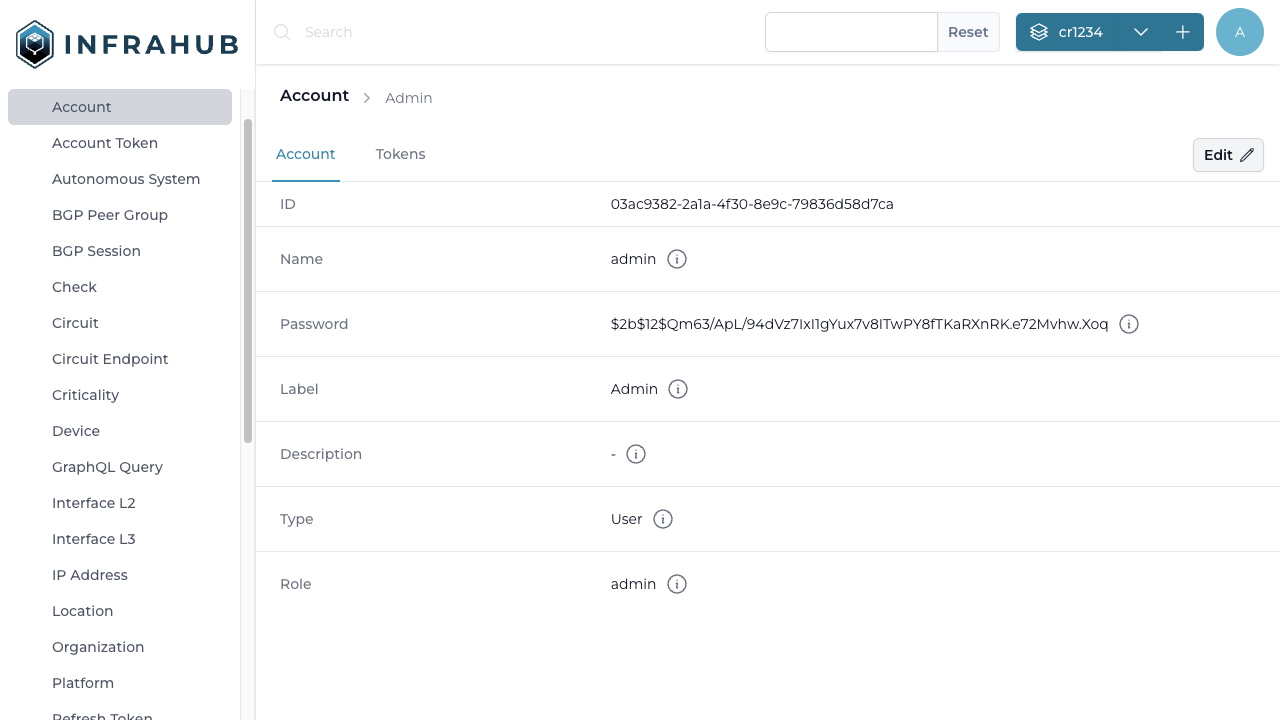 INFRAHUB
Search
Reset
cr1234
A
Account
Account Token
Autonomous System
BGP Peer Group
BGP Session
Check
Circuit
Circuit Endpoint
Criticality
Device
GraphQL Query
Interface L2
Interface L3
IP Address
Location
Organization
Platform
Refresh Token
Account > Admin
Account Tokens
Edit
ID 03ac9382-2a1a-4f30-8e9c-79836d58d7ca
Name admin
Password $2b$12$Qm63/ApL/94dVz7IxI1gYux7v8ITwPY8fTKaRXnRK.e72Mvhw.Xoq
Label Admin
Description -
Type User
Role admin